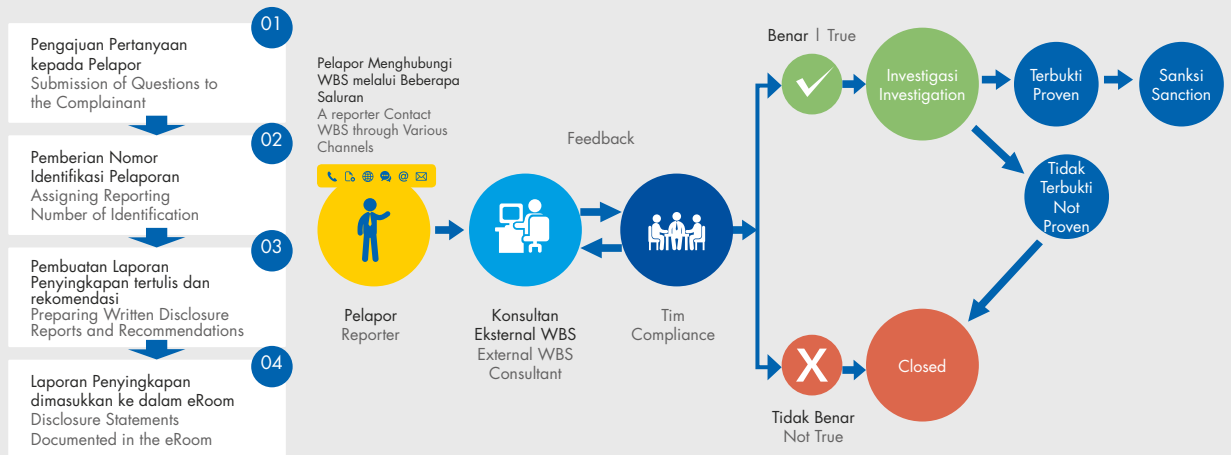 01
Pengajuan Pertanyaan
kepada Pelapor
Submission of Questions to
the Complainant
02
Pemberian Nomor
Identifikasi Pelaporan
Assigning Reporting
Number of Identification
03
Pembuatan Laporan
Penyingkapan tertulis dan
rekomendasi
Preparing Written Disclosure
Reports and Recommendations
04
Laporan Penyingkapan
dimasukkan ke dalam eRoom
Disclosure Statements
Documented in the eRoom
Pelapor Menghubungi
WBS melalui Beberapa
Saluran
A reporter Contact
WBS through Various
Channels
Pelapor
Reporter
Konsultan
Eksternal WBS
External WBS
Consultant
Feedback
Tim
Compliance
Benar | True
Investigasi
Investigation
Terbukti
Proven
Sanksi
Sanction
Tidak
Terbukti
Not
Proven
X
Tidak Benar
Not True
Closed